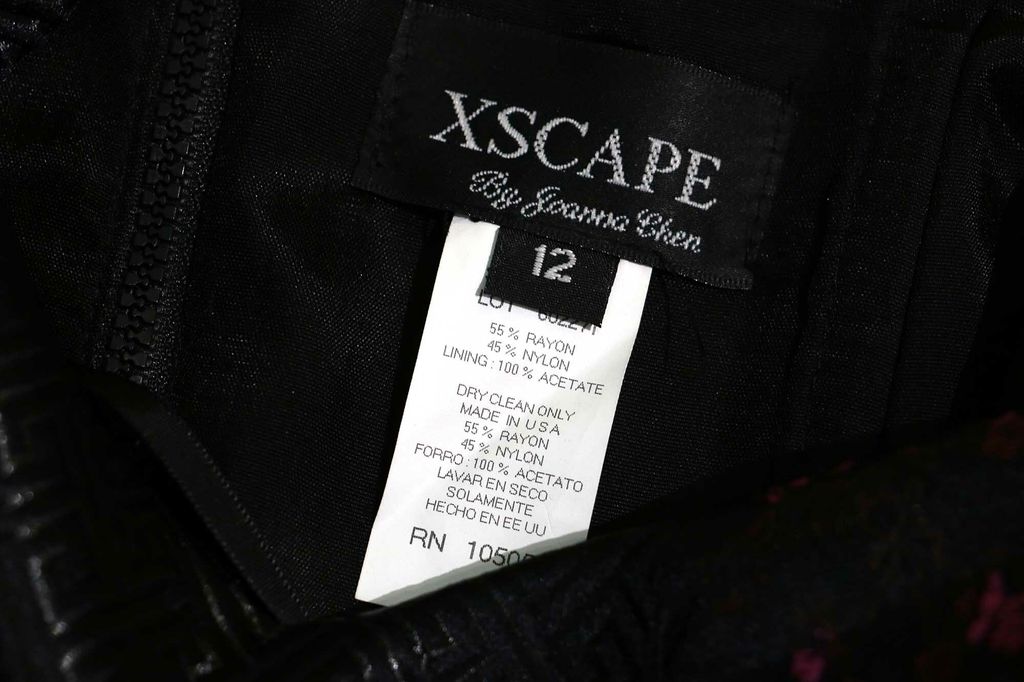 XSCAPE
By Joanna Chen
12
LOT
55% RAYON
45% NYLON
LINING: 100% ACETATE
DRY CLEAN ONLY
MADE IN U S A
55% RAYON
45% NYLON
FORRO: 100% ACETATO
LAVAR EN SECO
SOLAMENTE
HECHO EN EE UU
RN